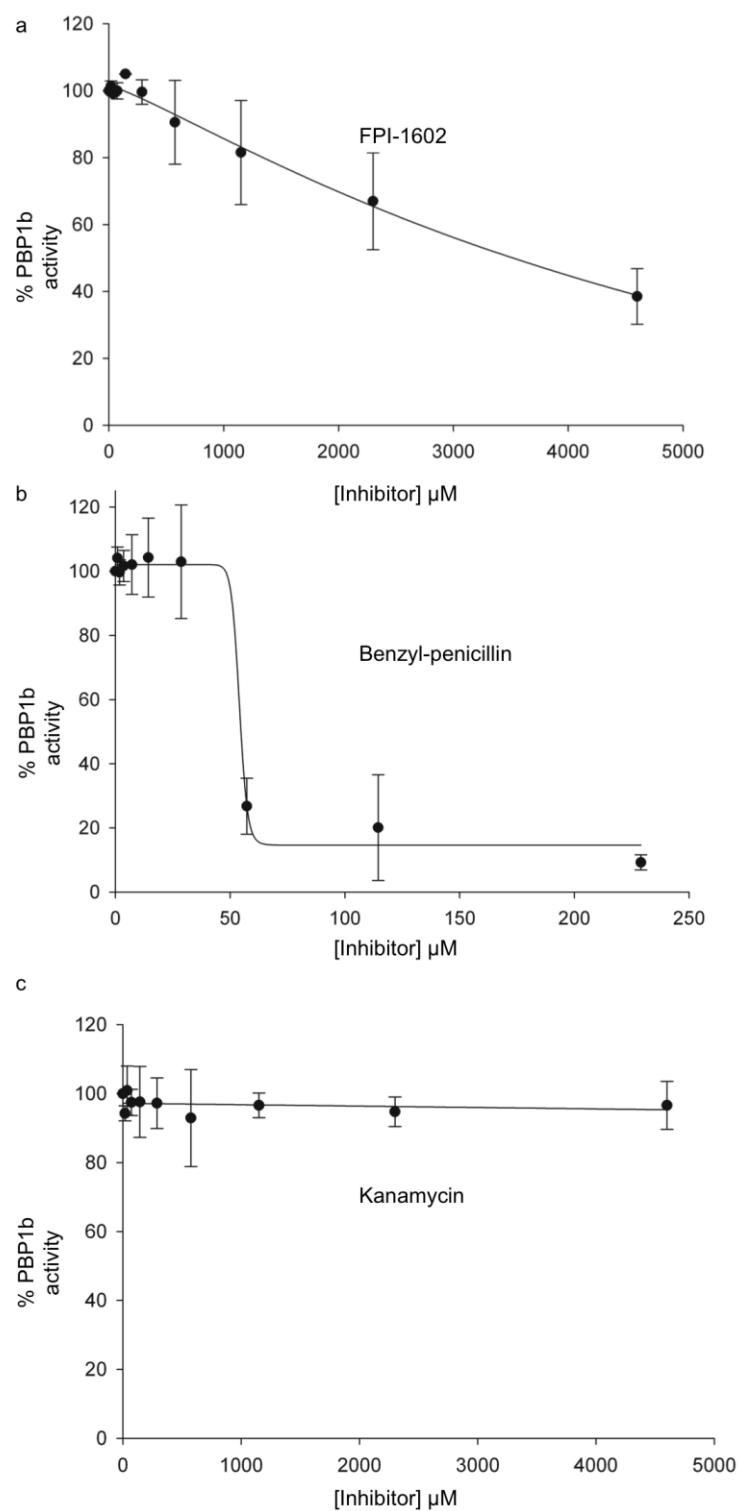 a
120
100
80
60
40
20
0
% PBP1b
activity
FPI-1602
0 1000 2000 3000 4000 5000
[Inhibitor] µM
b
120
100
80
60
40
20
0
% PBP1b
activity
Benzyl-penicillin
0 50 100 150 200 250
[Inhibitor] µM
c
120
100
80
60
40
20
0
% PBP1b
activity
Kanamycin
0 1000 2000 3000 4000 5000
[Inhibitor] µM